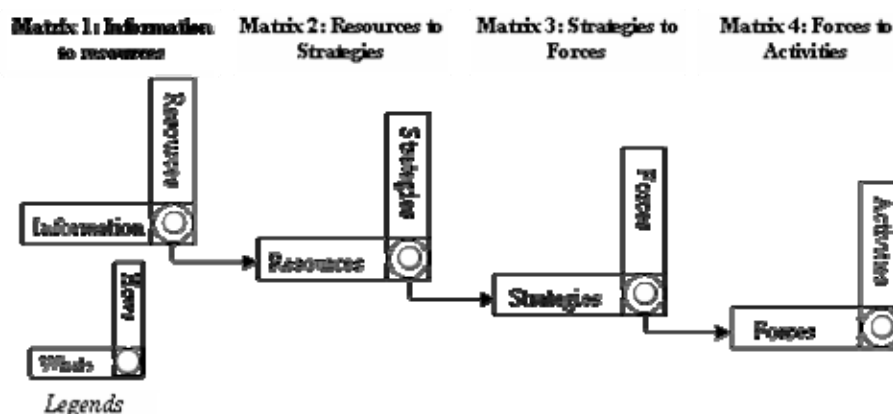 Matrix 1: Information
to resources
Matrix 2: Resources to
Strategies
Matrix 3: Strategies to
Forces
Matrix 4: Forces to
Activities
Resources
Information
Strategies
Resources
Forces
Strategies
Activities
Forces
Hows
Whats
Legends